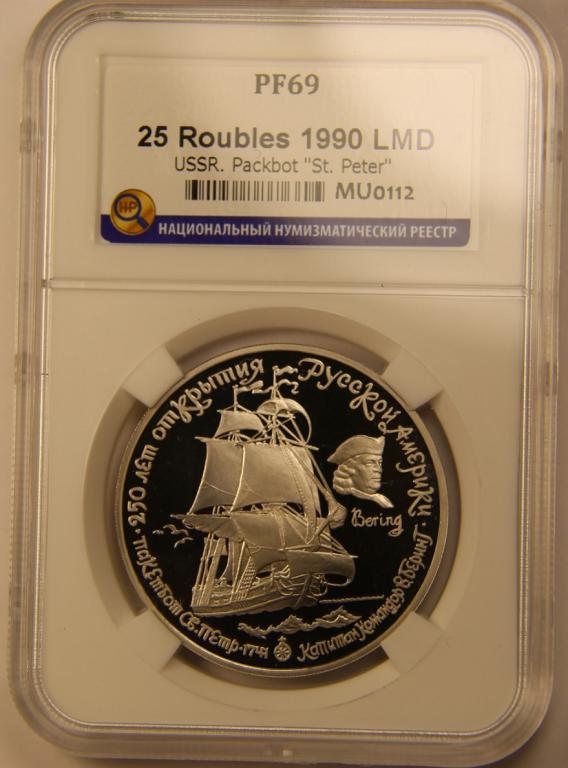 PF69
25 Roubles 1990 LMD
USSR. Packbot "St. Peter"
MU0112
НР
НАЦИОНАЛЬНЫЙ НУМИЗМАТИЧЕСКИЙ РЕЕСТР
· 250 ЛЕТ ОТКРЫТИЯ РУССКОЙ АМЕРИКИ ·
Bering
ПАКЕТБОТ СВ. ПЕТР · 1741
КАПИТАН КОМАНДОР В. БЕРИНГ